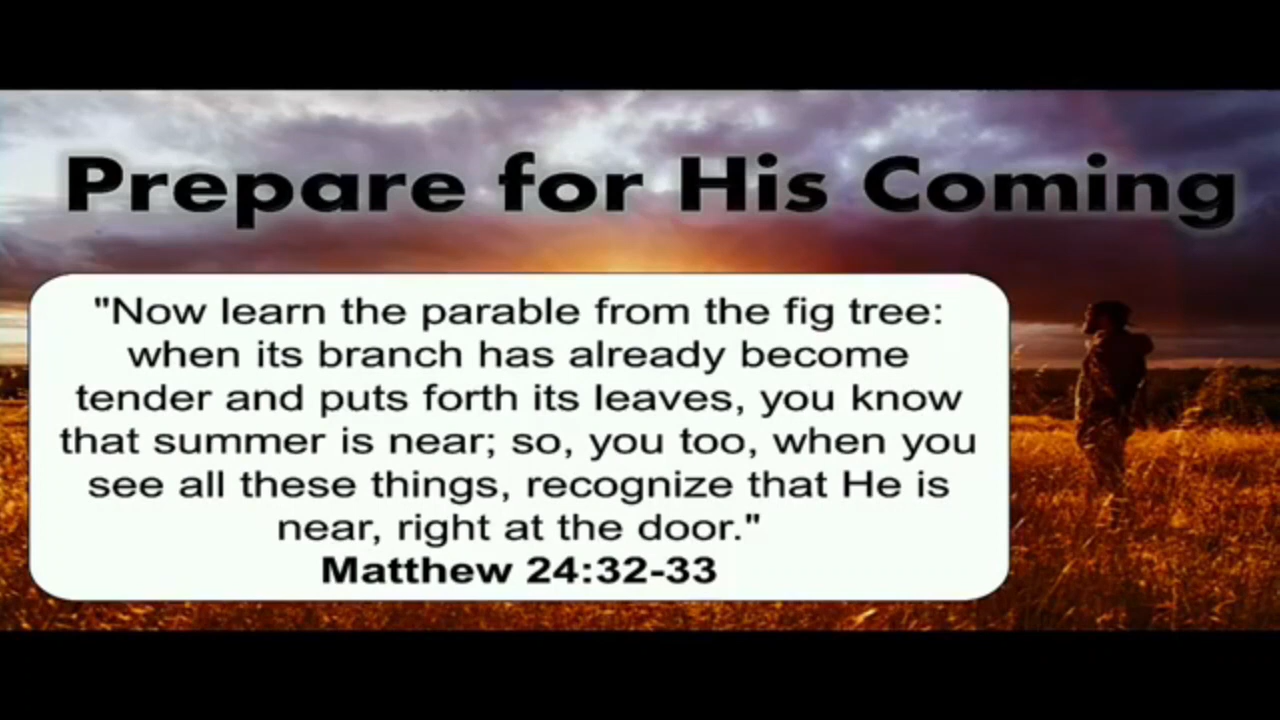 Prepare for His Coming
"Now learn the parable from the fig tree:
when its branch has already become
tender and puts forth its leaves, you know
that summer is near; so, you too, when you
see all these things, recognize that He is
near, right at the door."
Matthew 24:32-33